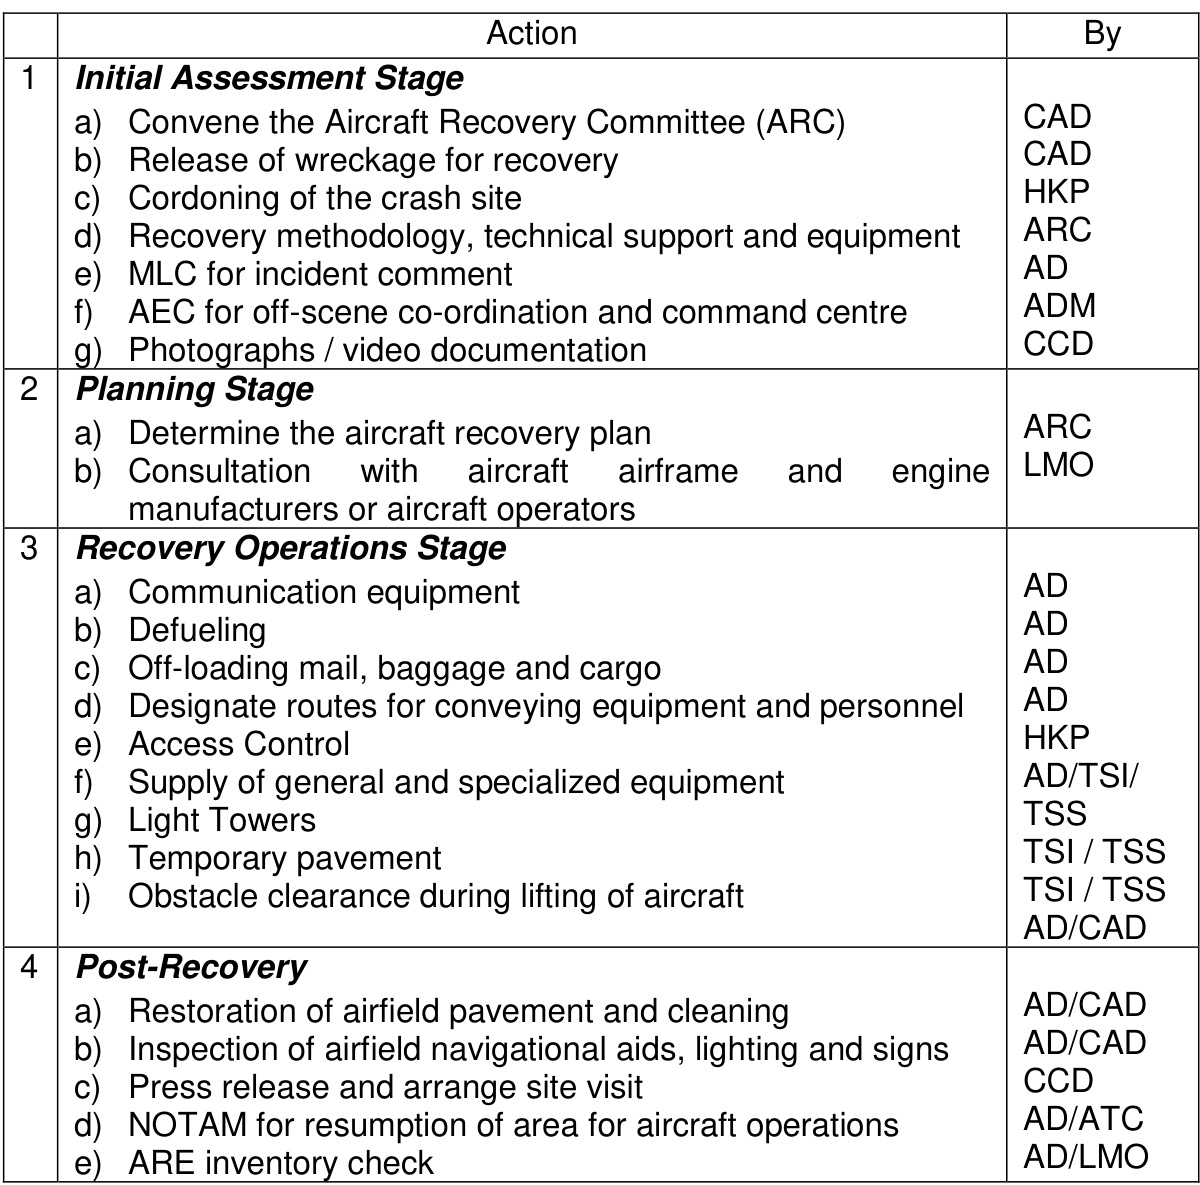 Action By
1 Initial Assessment Stage
a) Convene the Aircraft Recovery Committee (ARC) CAD
b) Release of wreckage for recovery CAD
c) Cordoning of the crash site HKP
d) Recovery methodology, technical support and equipment ARC
e) MLC for incident comment AD
f) AEC for off-scene co-ordination and command centre ADM
g) Photographs / video documentation CCD
2 Planning Stage
a) Determine the aircraft recovery plan ARC
b) Consultation with aircraft airframe and engine LMO
manufacturers or aircraft operators
3 Recovery Operations Stage
a) Communication equipment AD
b) Defueling AD
c) Off-loading mail, baggage and cargo AD
d) Designate routes for conveying equipment and personnel AD
e) Access Control HKP
f) Supply of general and specialized equipment AD/TSI/
g) Light Towers TSS
h) Temporary pavement TSI / TSS
i) Obstacle clearance during lifting of aircraft TSI / TSS
AD/CAD
4 Post-Recovery
a) Restoration of airfield pavement and cleaning AD/CAD
b) Inspection of airfield navigational aids, lighting and signs AD/CAD
c) Press release and arrange site visit CCD
d) NOTAM for resumption of area for aircraft operations AD/ATC
e) ARE inventory check AD/LMO